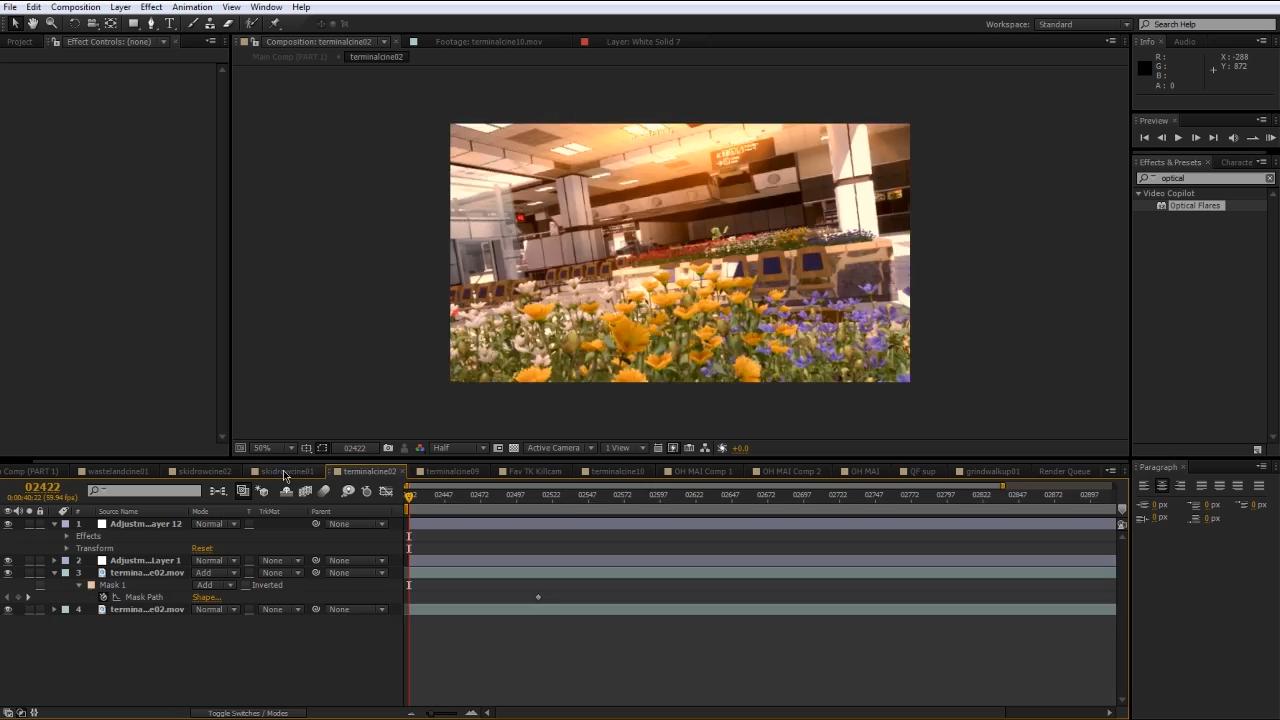 File Edit Composition Layer Effect Animation View Window Help
Workspace: Standard Search Help
Project Effect Controls: (none) Composition: terminalcine02 Footage: terminalcine10.mov Layer: White Solid 7 Info Audio
Main Comp (PART 1) terminalcine02
R: X: -288
G: Y: 872
B:
A: 0
Preview
Effects & Presets Characte
optical
Video Copilot
Optical Flares
50% 02422 Half Active Camera 1 View +0.0
Comp (PART 1) wastelandcine01 skidrowcine02 skidrowcine01 terminalcine02 terminalcine09 Fav TK Killcam terminalcine10 OH MAI Comp 1 OH MAI Comp 2 OH MAI QF sup grindwalkup01 Render Queue Paragraph
02422
0:00:40:22 (59.94 fps)
02447 02472 02497 02522 02547 02572 02597 02622 02647 02672 02697 02722 02747 02772 02797 02822 02847 02872 02897
# Source Name Mode T TrkMat Parent
0 px 0 px 0 px
0 px 0 px
1 Adjustm...ayer 12 Normal None
Effects
Transform Reset
2 Adjustm...Layer 1 Normal None None
3 termina...e02.mov Add None None
Mask 1 Add Inverted
Mask Path Shape...
4 termina...e02.mov Normal None None
Toggle Switches / Modes